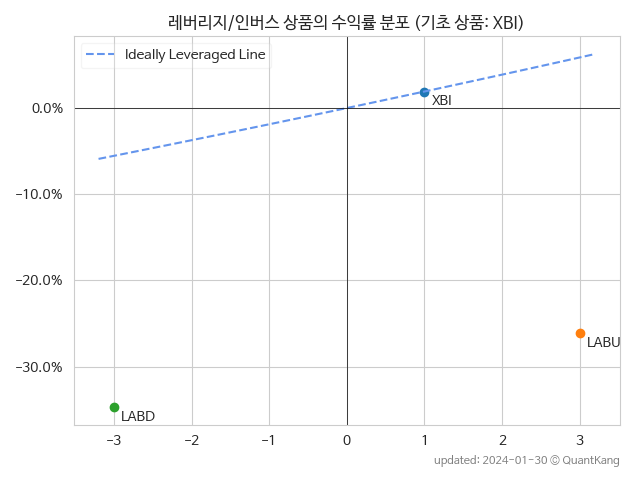 레버리지/인버스 상품의 수익률 분포 (기초 상품: XBI)
Ideally Leveraged Line
XBI
0.0%
-10.0%
-20.0%
-30.0%
LABU
LABD
-3
-2
-1
0
1
2
3
updated: 2024-01-30 © QuantKang